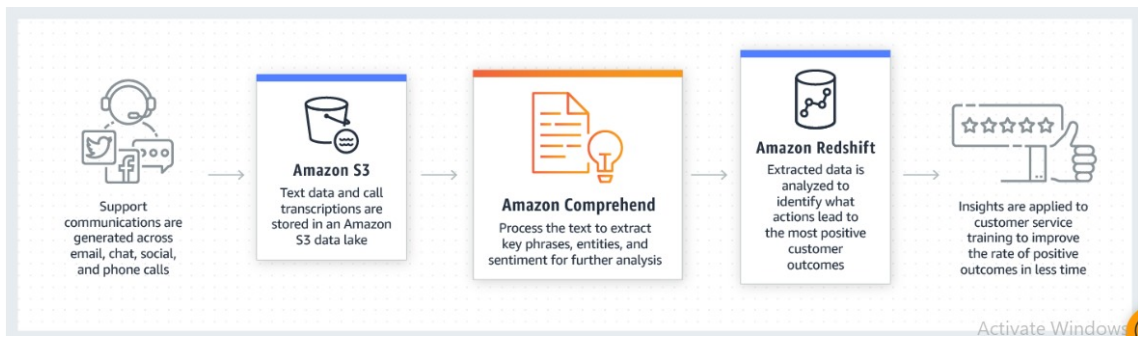 Support
communications are
generated across
email, chat, social,
and phone calls
Amazon S3
Text data and call
transcriptions are
stored in an Amazon
S3 data lake
Amazon Comprehend
Process the text to extract
key phrases, entities, and
sentiment for further analysis
Amazon Redshift
Extracted data is
analyzed to
identify what
actions lead to
the most positive
customer
outcomes
Insights are applied to
customer service
training to improve
the rate of positive
outcomes in less time
Activate Windows